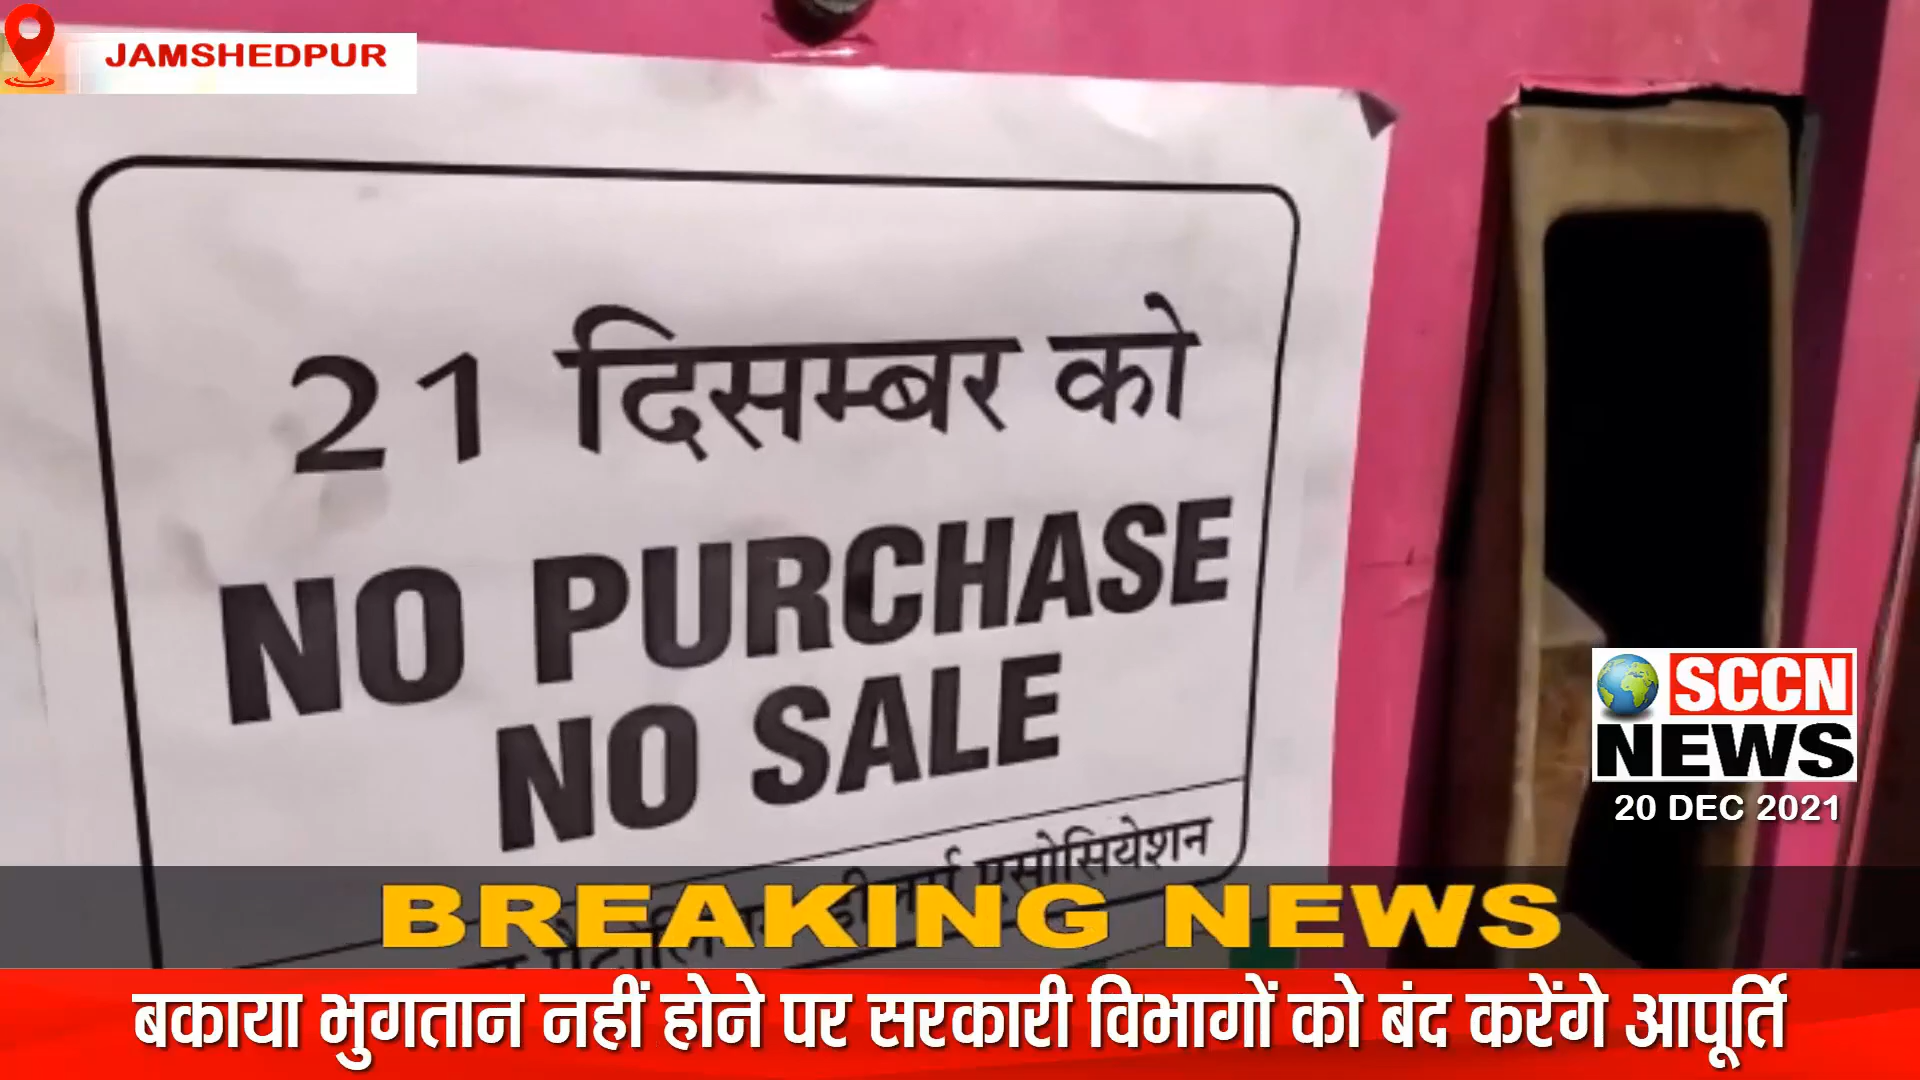 JAMSHEDPUR
21 दिसम्बर को
NO PURCHASE
NO SALE
एसोसियेशन
SCCN
NEWS
20 DEC 2021
BREAKING NEWS
बकाया भुगतान नहीं होने पर सरकारी विभागों को बंद करेंगे आपूर्ति